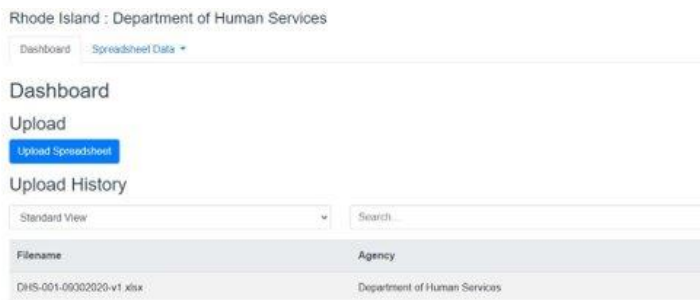 Rhode Island : Department of Human Services
Dashboard Spreadsheet Data
Dashboard
Upload
Upload Spreadsheet
Upload History
Standard View Search...
Filename Agency
DHS-001-09302020-v1.xlsx Department of Human Services